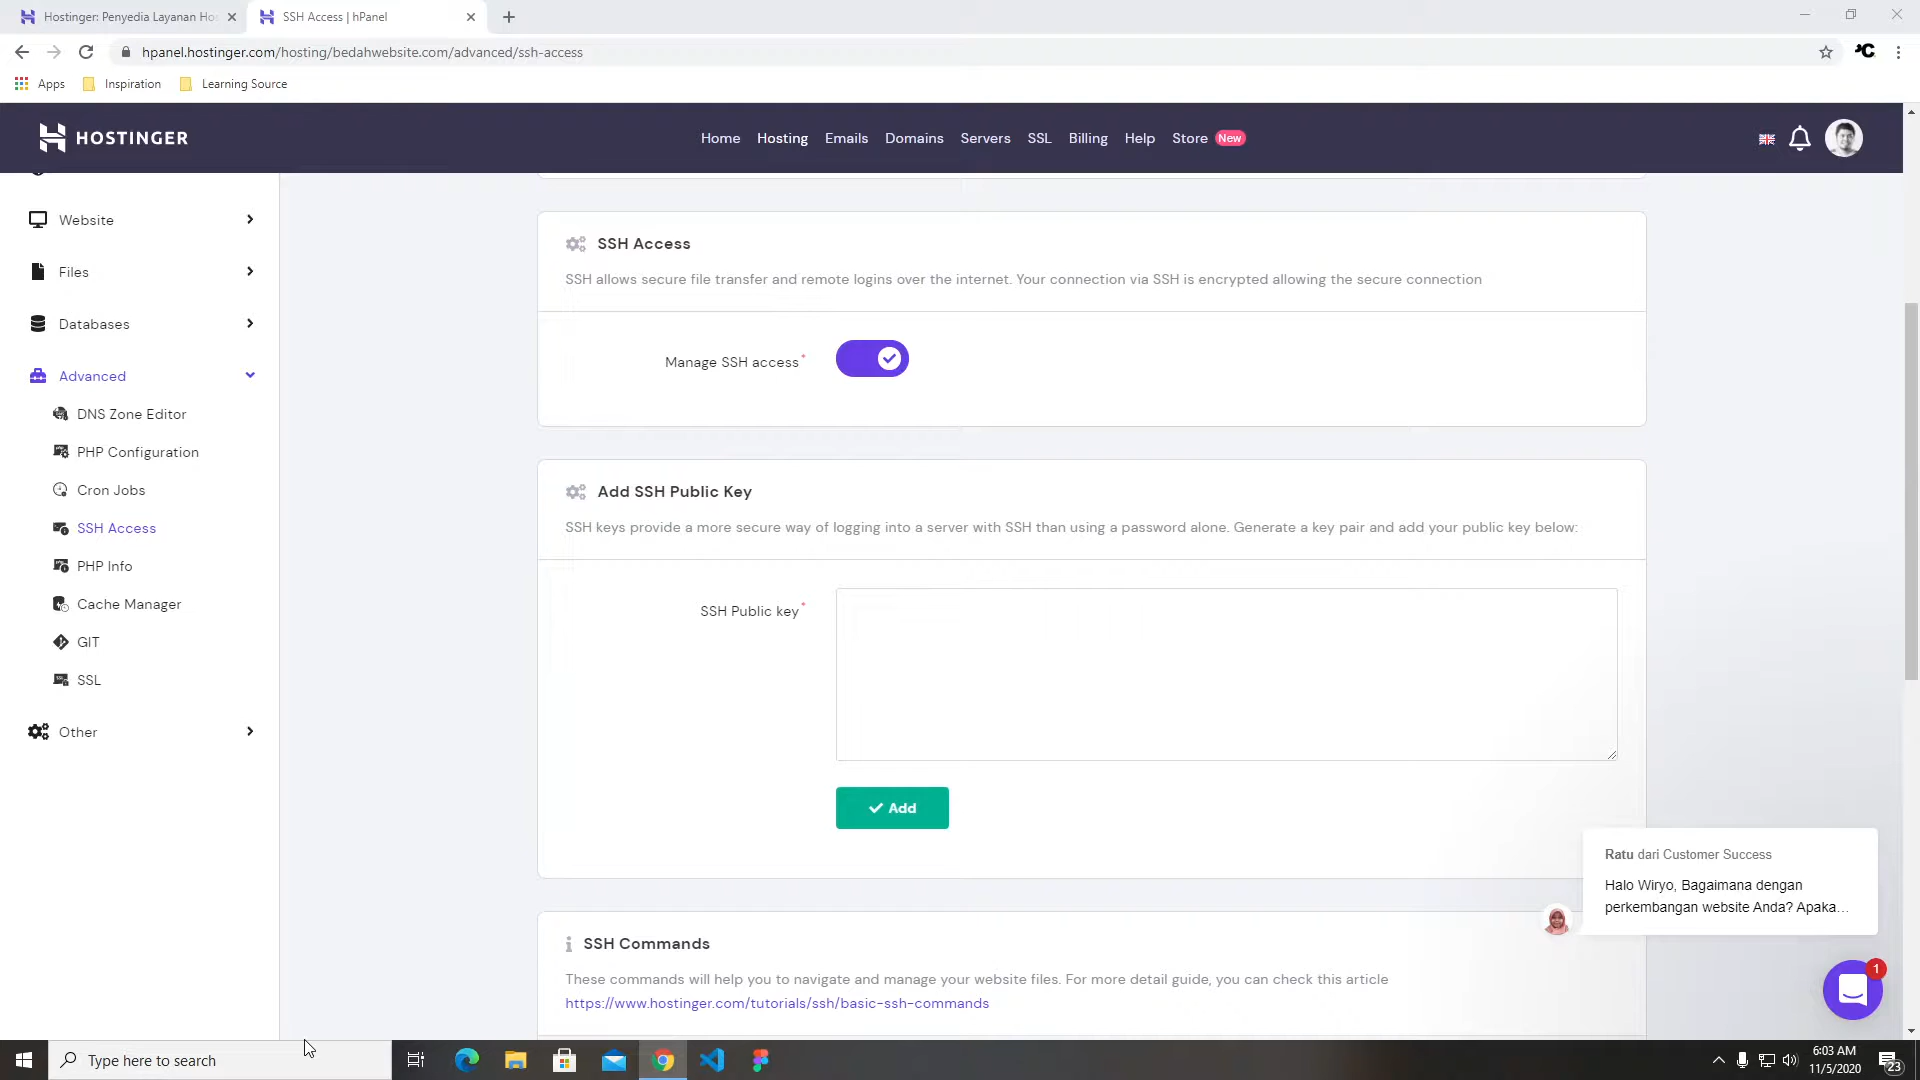 Hostinger: Penyedia Layanan Ho
SSH Access | hPanel
hpanel.hostinger.com/hosting/bedahwebsite.com/advanced/ssh-access
Apps
Inspiration
Learning Source
HOSTINGER
Home
Hosting
Emails
Domains
Servers
SSL
Billing
Help
Store
New
Website
Files
Databases
Advanced
DNS Zone Editor
PHP Configuration
Cron Jobs
SSH Access
PHP Info
Cache Manager
GIT
SSL
Other
SSH Access
SSH allows secure file transfer and remote logins over the internet. Your connection via SSH is encrypted allowing the secure connection
Manage SSH access*
Add SSH Public Key
SSH keys provide a more secure way of logging into a server with SSH than using a password alone. Generate a key pair and add your public key below:
SSH Public key*
Add
SSH Commands
These commands will help you to navigate and manage your website files. For more detail guide, you can check this article
https://www.hostinger.com/tutorials/ssh/basic-ssh-commands
Ratu dari Customer Success
Halo Wiryo, Bagaimana dengan
perkembangan website Anda? Apaka...
1
Type here to search
6:03 AM
11/5/2020
23